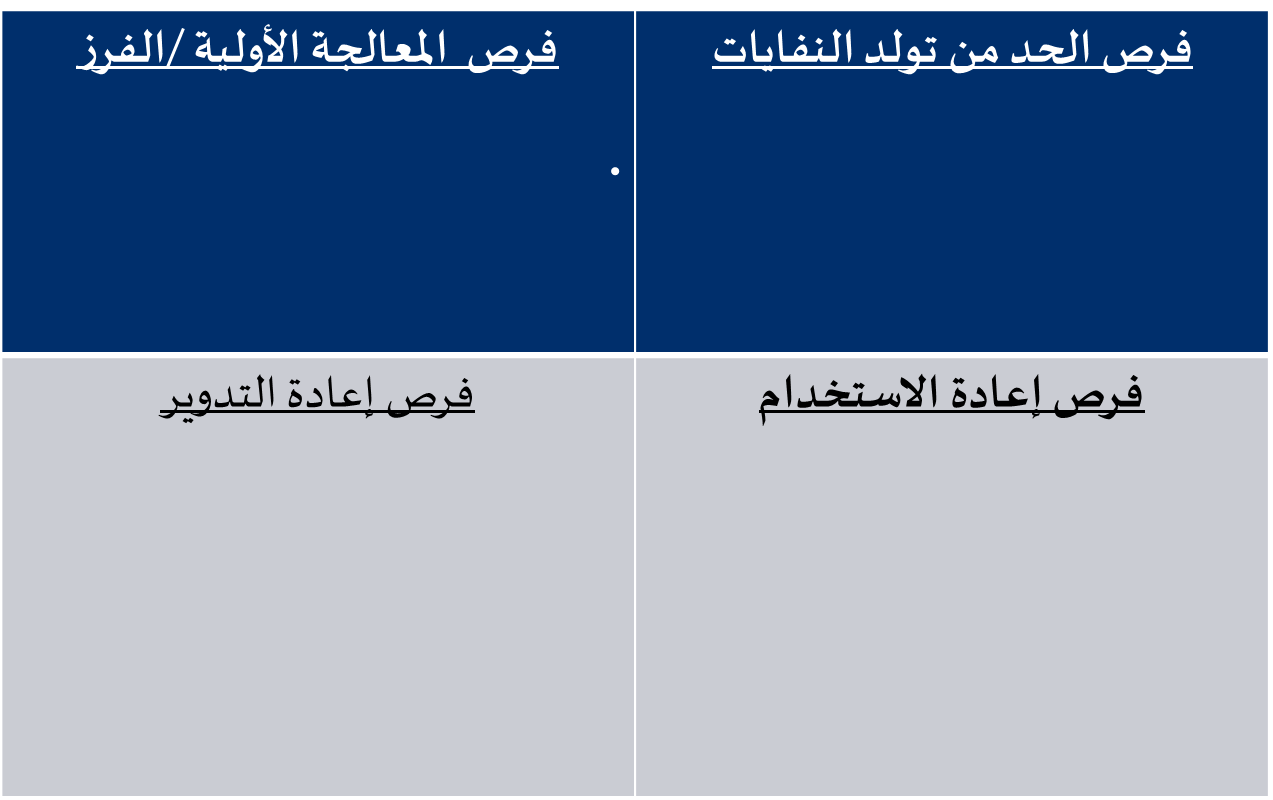 فرص الحد من تولد النفايات
فرص المعالجة الأولية /الفرز
•
فرص إعادة الاستخدام
فرص إعادة التدوير